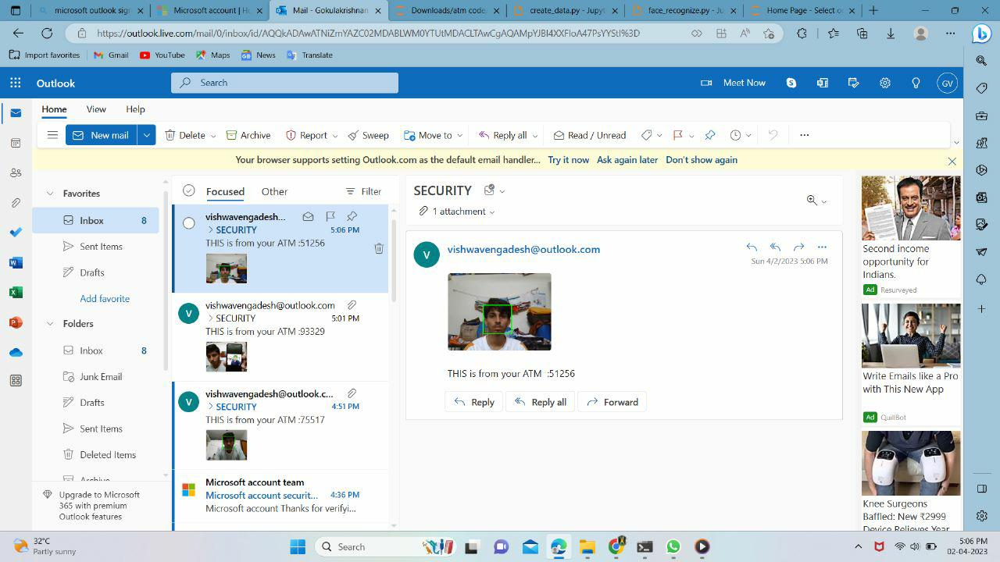 microsoft outlook sign
Microsoft account | Ho
Mail - Gokulakrishnan
Downloads/atm code
create_data.py - Jupyt
face_recognize.py - Ju
Home Page - Select o
https://outlook.live.com/mail/0/inbox/id/
Import favorites
Gmail
YouTube
Maps
News
Translate
Outlook
Search
Meet Now
GV
Home
View
Help
New mail
Delete
Archive
Report
Sweep
Move to
Reply all
Read / Unread
Your browser supports setting Outlook.com as the default email handler... Try it now Ask again later Don't show again
Favorites
Inbox 8
Sent Items
Drafts
Add favorite
Folders
Inbox 8
Junk Email
Drafts
Sent Items
Deleted Items
Archive
Upgrade to Microsoft
365 with premium
Outlook features
Focused
Other
Filter
vishwavengadesh...
SECURITY 5:06 PM
THIS is from your ATM :51256
V
vishwavengadesh@outlook.com
SECURITY 5:01 PM
THIS is from your ATM :93329
V
vishwavengadesh@outlook.c...
SECURITY 4:51 PM
THIS is from your ATM :75517
Microsoft account team
Microsoft account securit... 4:36 PM
Microsoft account Thanks for verifyi...
SECURITY
1 attachment
V
vishwavengadesh@outlook.com
Sun 4/2/2023 5:06 PM
THIS is from your ATM :51256
Reply
Reply all
Forward
Second income
opportunity for
Indians.
Ad Resurveyed
Write Emails like a Pro
with This New App
Ad QuillBot
Knee Surgeons
Baffled: New ₹2999
Device Relieves Year
32°C
Partly sunny
Search
5:06 PM
02-04-2023